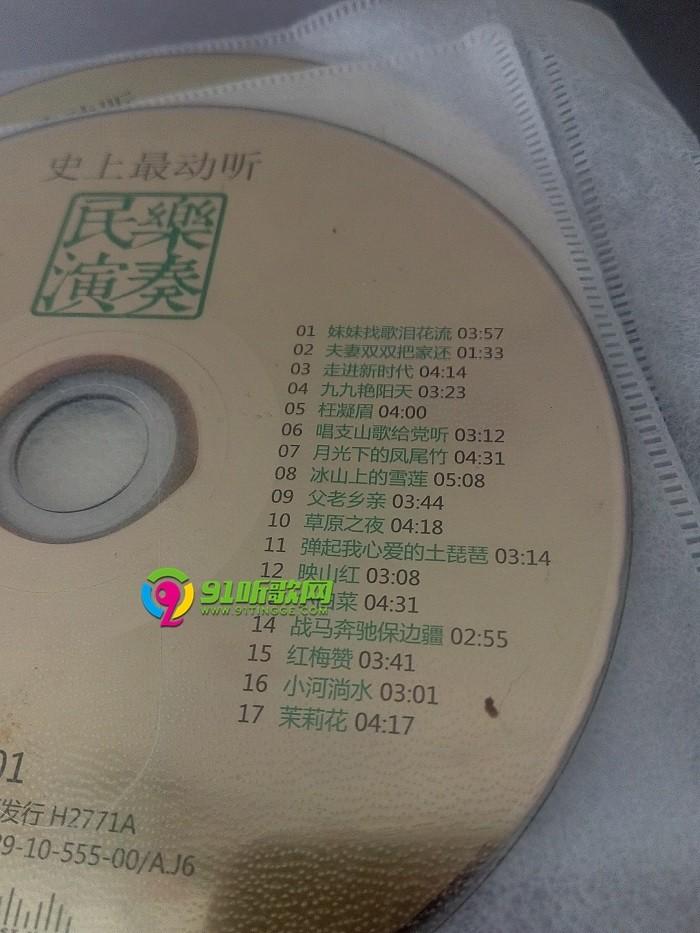 史上最动听
民樂
演奏
01 妹妹找歌泪花流 03:57
02 夫妻双双把家还 01:33
03 走进新时代 04:14
04 九九艳阳天 03:23
05 枉凝眉 04:00
06 唱支山歌给党听 03:12
07 月光下的凤尾竹 04:31
08 冰山上的雪莲 05:08
09 父老乡亲 03:44
10 草原之夜 04:18
11 弹起我心爱的土琵琶 03:14
12 映山红 03:08
菜 04:31
14 战马奔驰保边疆 02:55
15 红梅赞 03:41
16 小河淌水 03:01
17 茉莉花 04:17
91听歌网
WWW.91TINGGE.COM
01
发行 H2771A
9-10-555-00/A.J6